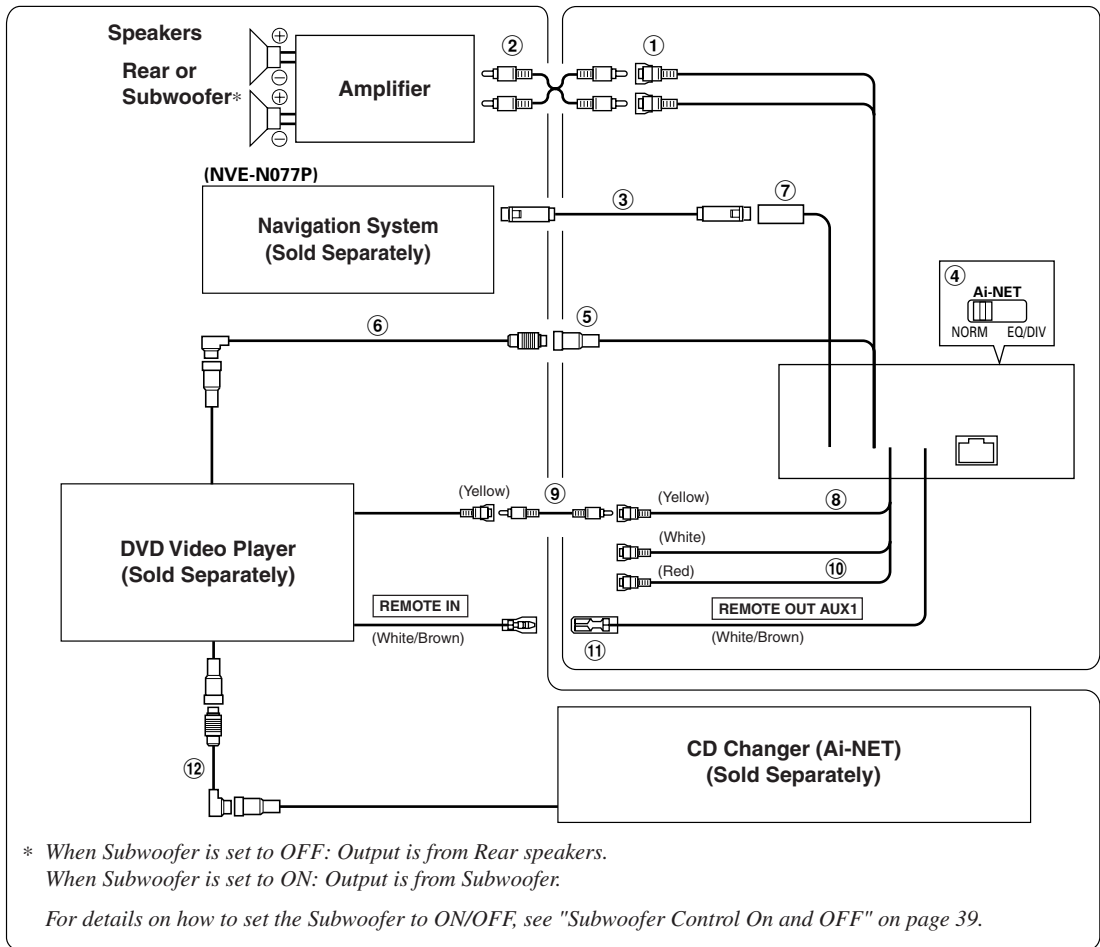 Speakers
Rear or
Subwoofer*
⊕
⊖
⊕
⊖
Amplifier
②
①
(NVE-N077P)
Navigation System
(Sold Separately)
③
⑦
④
Ai-NET
NORM EQ/DIV
⑥
⑤
DVD Video Player
(Sold Separately)
(Yellow)
⑨
(Yellow)
⑧
(White)
(Red)
⑩
REMOTE IN
(White/Brown)
REMOTE OUT AUX1
(White/Brown)
⑪
⑫
CD Changer (Ai-NET)
(Sold Separately)
* When Subwoofer is set to OFF: Output is from Rear speakers.
When Subwoofer is set to ON: Output is from Subwoofer.
For details on how to set the Subwoofer to ON/OFF, see "Subwoofer Control On and OFF" on page 39.